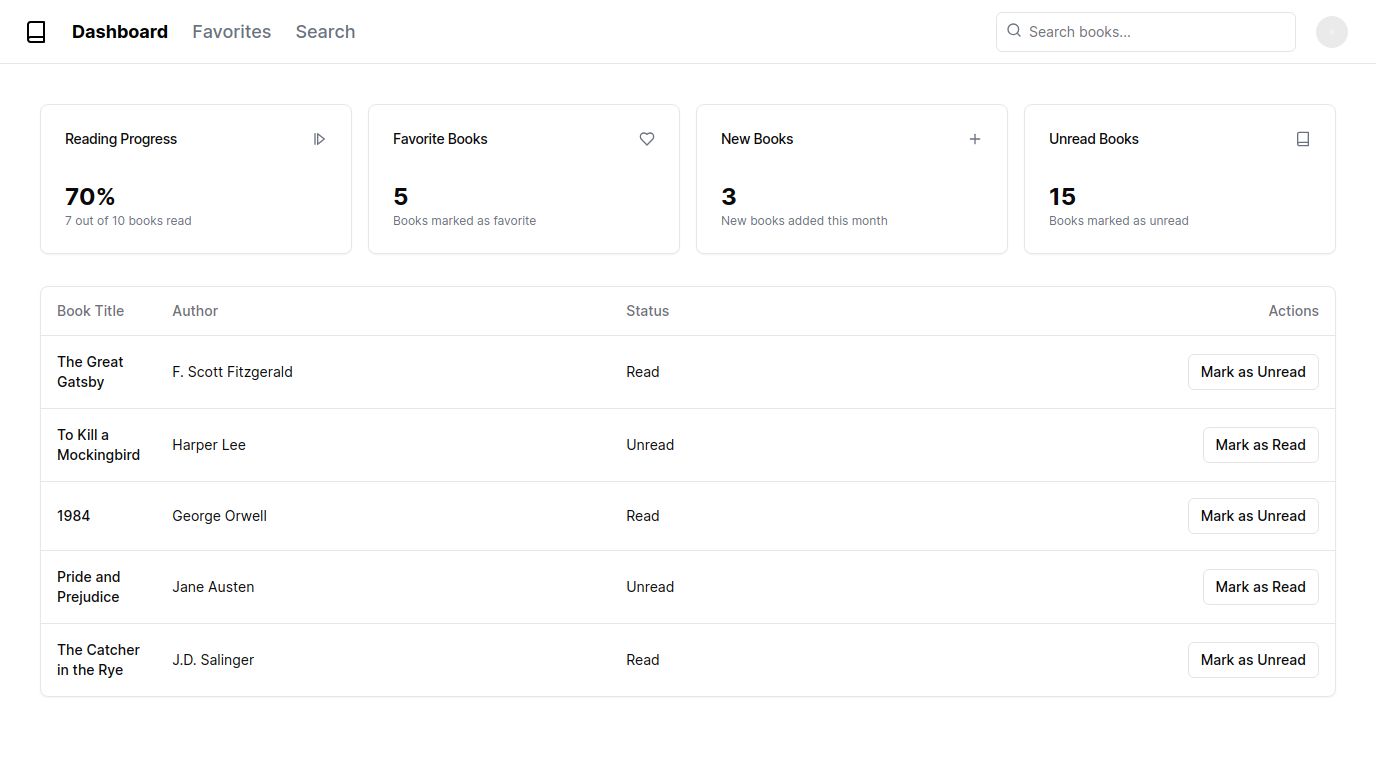 Dashboard Favorites Search Search books...
Reading Progress Favorite Books New Books Unread Books
70% 5 3 15
7 out of 10 books read Books marked as favorite New books added this month Books marked as unread
Book Title Author Status Actions
The Great
Gatsby
F. Scott Fitzgerald Read Mark as Unread
To Kill a
Mockingbird
Harper Lee Unread Mark as Read
1984 George Orwell Read Mark as Unread
Pride and
Prejudice
Jane Austen Unread Mark as Read
The Catcher
in the Rye
J.D. Salinger Read Mark as Unread